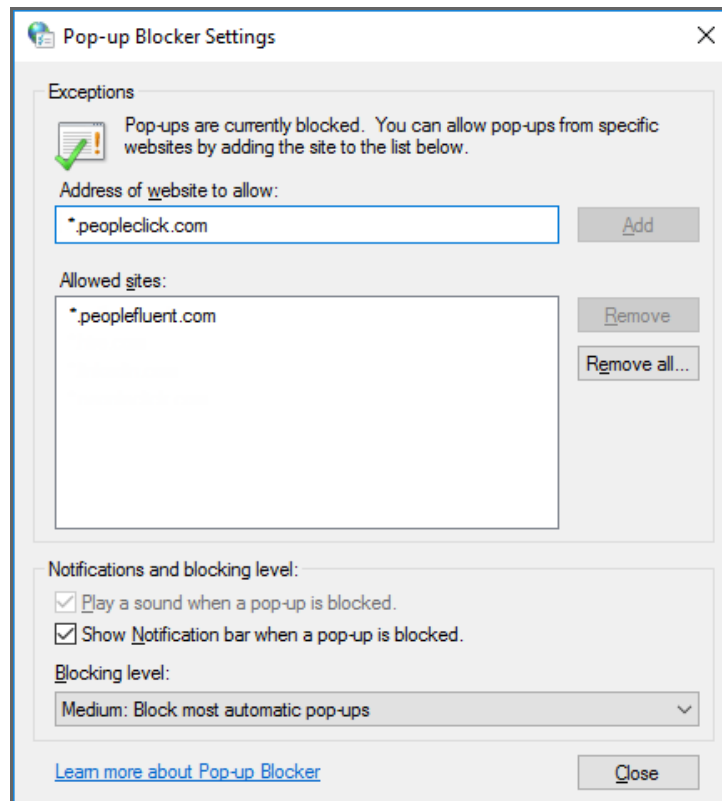 Pop-up Blocker Settings
Exceptions
Pop-ups are currently blocked. You can allow pop-ups from specific
websites by adding the site to the list below.
Address of website to allow:
*.peopleclick.com
Add
Allowed sites:
*.peoplefluent.com
Remove
Remove all...
Notifications and blocking level:
Play a sound when a pop-up is blocked.
Show Notification bar when a pop-up is blocked.
Blocking level:
Medium: Block most automatic pop-ups
Learn more about Pop-up Blocker
Close